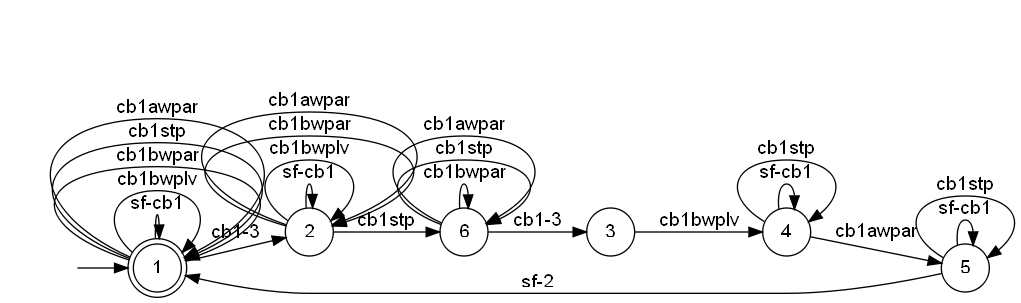 cb1awpar
cb1stp
cb1bwpar
cb1bwplv
sf-cb1
cb1-3
1
cb1awpar
cb1bwpar
cb1bwplv
sf-cb1
2
cb1stp
cb1awpar
cb1stp
cb1bwpar
6
cb1-3
3
cb1bwplv
cb1stp
sf-cb1
4
cb1awpar
cb1stp
sf-cb1
5
sf-2